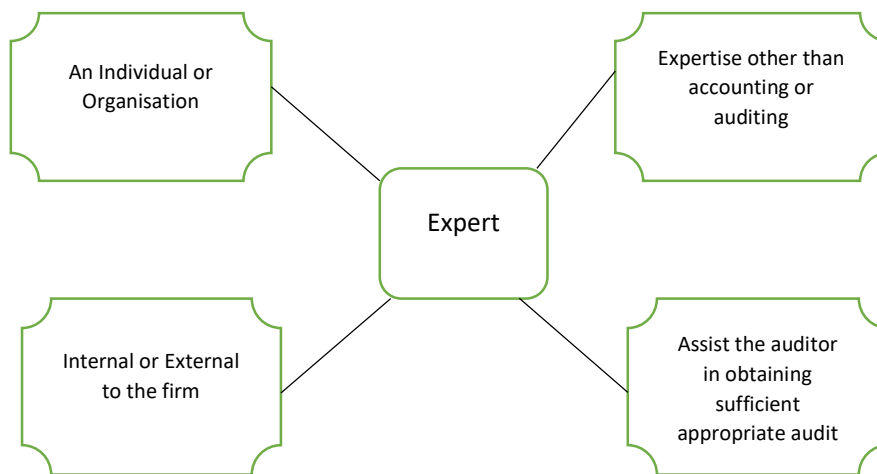 An Individual or
Organisation
Expertise other than
accounting or
auditing
Expert
Internal or External
to the firm
Assist the auditor
in obtaining
sufficient
appropriate audit